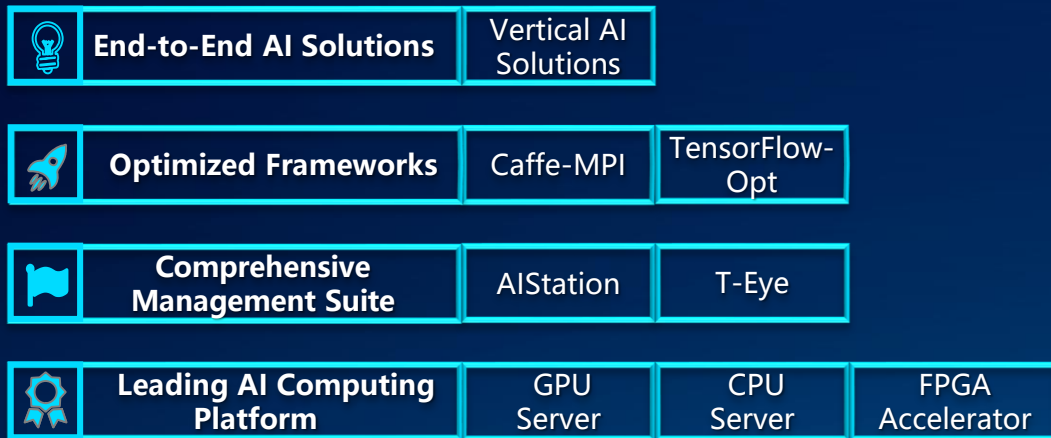 End-to-End AI Solutions
Vertical AI
Solutions
Optimized Frameworks
Caffe-MPI
TensorFlow-
Opt
Comprehensive
Management Suite
AIStation
T-Eye
Leading AI Computing
Platform
GPU
Server
CPU
Server
FPGA
Accelerator